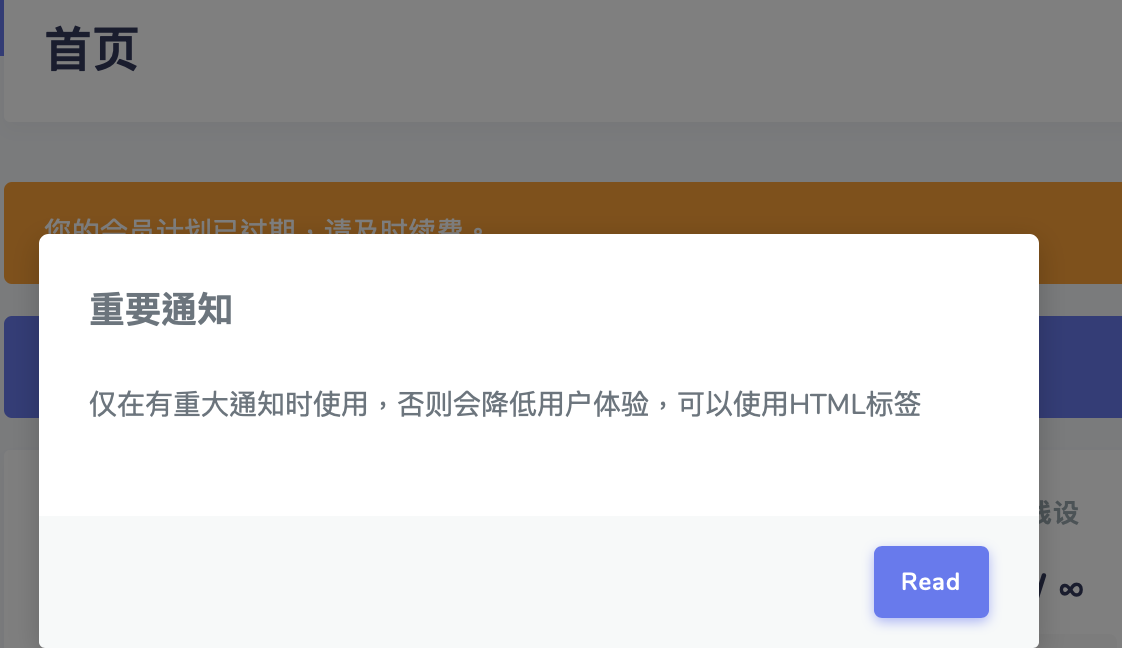 首页
您的会员计划已过期，请及时续费。
重要通知
仅在有重大通知时使用，否则会降低用户体验，可以使用HTML标签
线设
/ ∞
Read